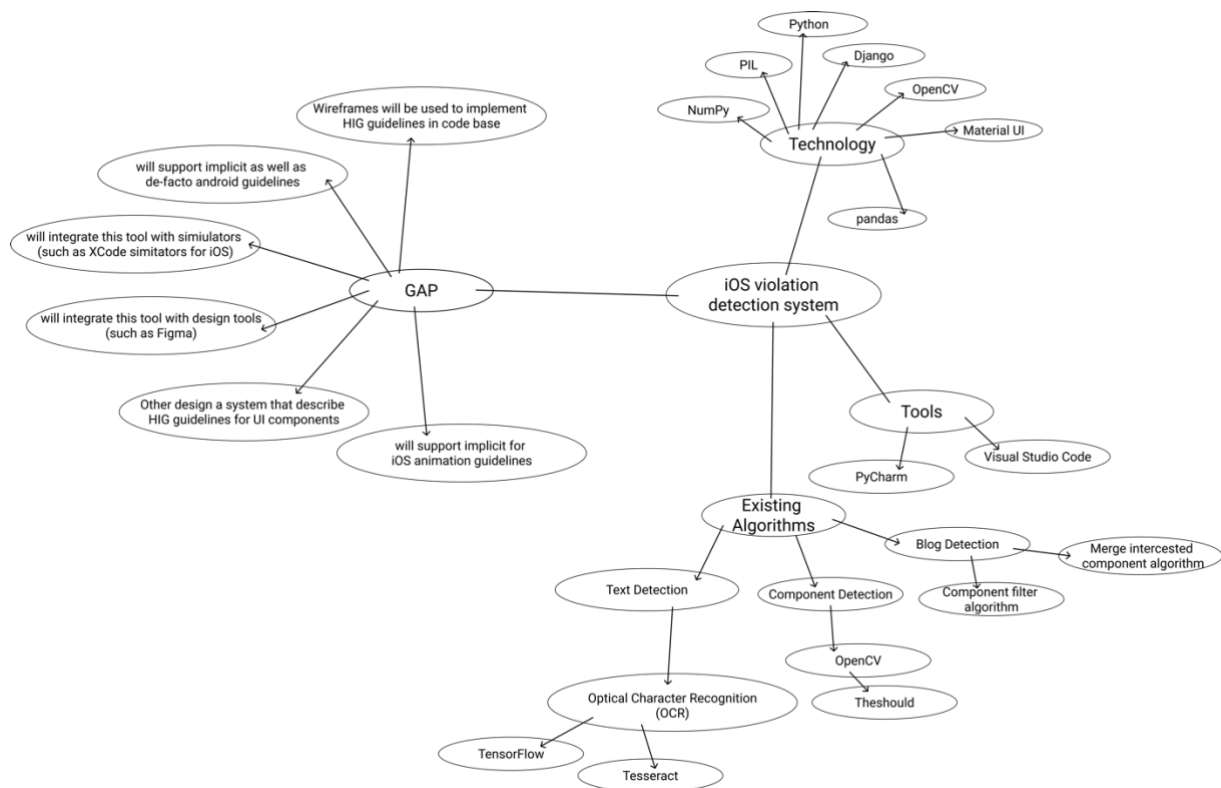 Python
PIL
Django
NumPy
OpenCV
Material UI
Technology
pandas
Wireframes will be used to implement
HIG guidelines in code base
will support implicit as well as
de-facto android guidelines
will integrate this tool with simiulators
(such as XCode simitators for iOS)
GAP
will integrate this tool with design tools
(such as Figma)
Other design a system that describe
HIG guidelines for UI components
will support implicit for
iOS animation guidelines
iOS violation
detection system
Tools
Visual Studio Code
PyCharm
Existing
Algorithms
Blog Detection
Merge intercested
component algorithm
Component filter
algorithm
Text Detection
Component Detection
OpenCV
Theshould
Optical Character Recognition
(OCR)
TensorFlow
Tesseract